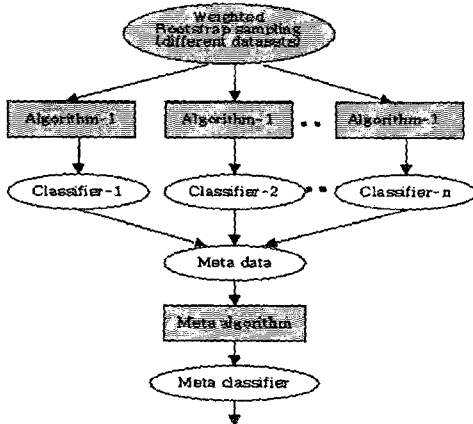 Weighted
Bootstrap sampling
(different datasets)
Algorithm-1
Algorithm-1
Algorithm-1
Classifier-1
Classifier-2
Classifier-n
Meta data
Meta algorithm
Meta classifier